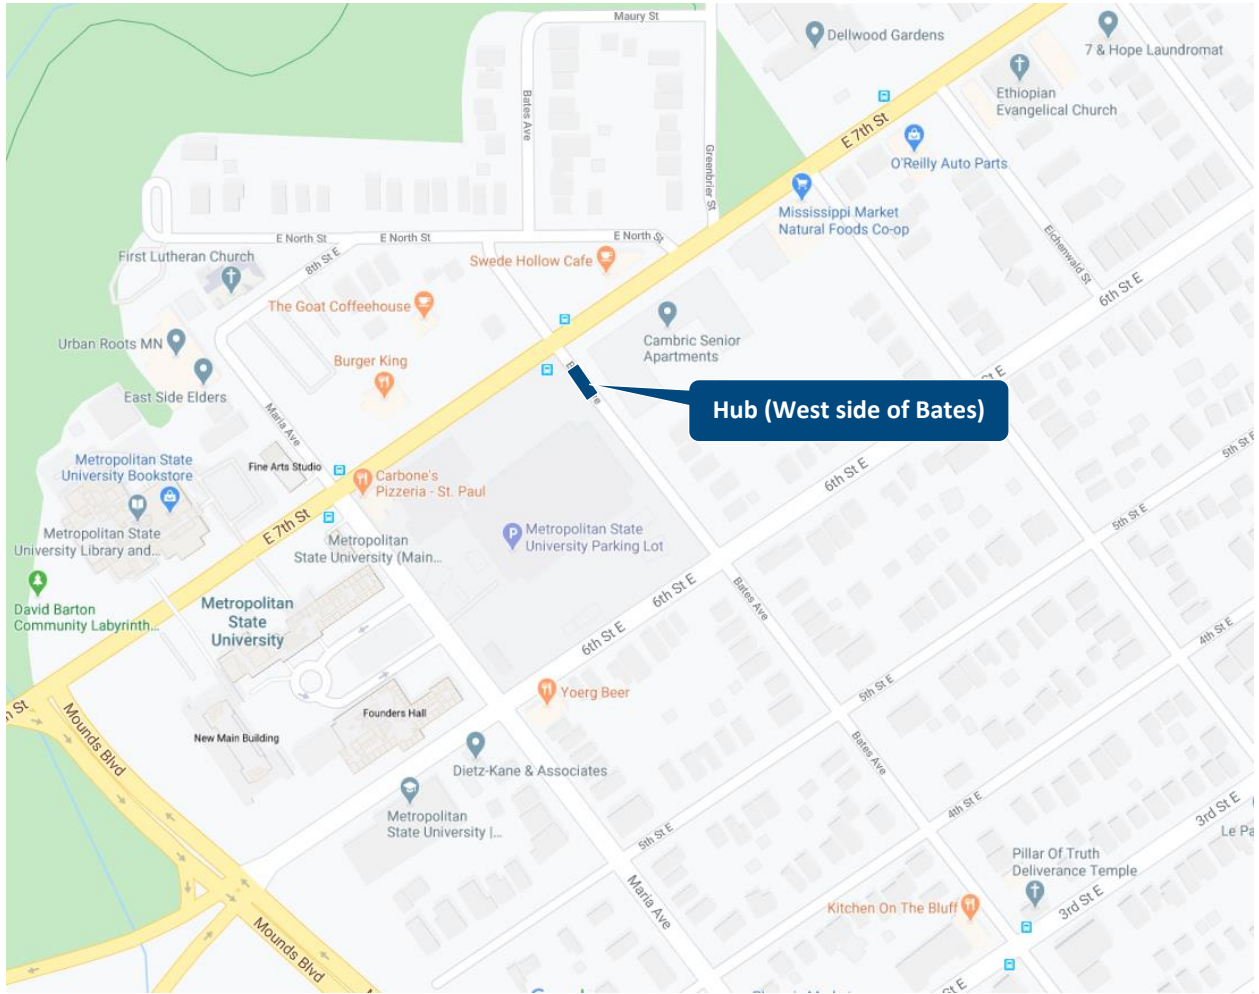 Maury St
Dellwood Gardens
7 & Hope Laundromat
Ethiopian
Evangelical Church
Bates Ave
E 7th St
O'Reilly Auto Parts
Greenbrier St
Mississippi Market
Natural Foods Co-op
E North St
E North St
E North St
Eichenwald St
First Lutheran Church
8th St E
Swede Hollow Cafe
6th St E
The Goat Coffeehouse
Urban Roots MN
Cambric Senior
Apartments
Burger King
East Side Elders
Hub (West side of Bates)
Maria Ave
5th St E
Metropolitan State
University Bookstore
Fine Arts Studio
Carbone's
Pizzeria - St. Paul
6th St E
Metropolitan State
University Library and...
E 7th St
Metropolitan
State University (Main...
Metropolitan State
University Parking Lot
5th St E
David Barton
Community Labyrinth...
Metropolitan
State
University
6th St E
Bates Ave
6th St E
4th St E
5th St E
Yoerg Beer
Founders Hall
New Main Building
Mounds Blvd
Bates Ave
Dietz-Kane & Associates
Metropolitan
State University |...
4th St E
3rd St E
Le Pa
5th St E
Pillar Of Truth
Deliverance Temple
Maria Ave
Kitchen On The Bluff
3rd St E
Mounds Blvd